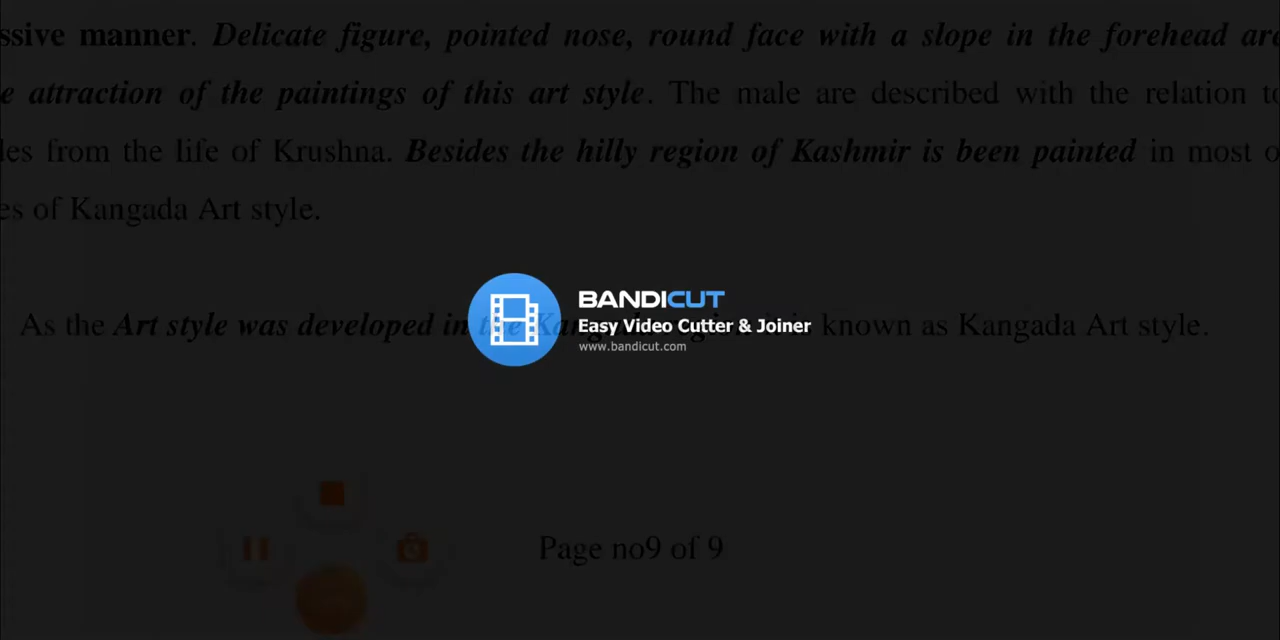 ssive manner. Delicate figure, pointed nose, round face with a slope in the forehead are
e attraction of the paintings of this art style. The male are described with the relation to
les from the life of Krushna. Besides the hilly region of Kashmir is been painted in most o
es of Kangada Art style.
BANDICUT
As the Art style was developed in the known as Kangada Art style.
Easy Video Cutter & Joiner
www.bandicut.com
Page no9 of 9